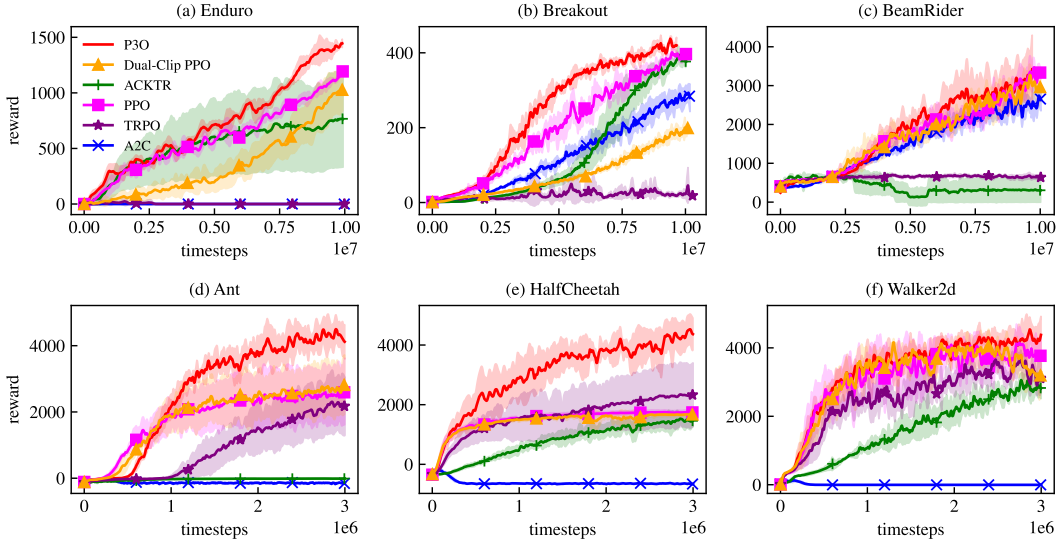 (a) Enduro
(b) Breakout
(c) BeamRider
1500
1000
500
0
reward
P3O
Dual-Clip PPO
ACKTR
PPO
TRPO
A2C
0.00 0.25 0.50 0.75 1.00
timesteps
1e7
400
200
0
0.00 0.25 0.50 0.75 1.00
timesteps
1e7
4000
3000
2000
1000
0
0.00 0.25 0.50 0.75 1.00
timesteps
1e7
(d) Ant
(e) HalfCheetah
(f) Walker2d
4000
2000
0
reward
0 1 2 3
timesteps
1e6
4000
2000
0
0 1 2 3
timesteps
1e6
4000
2000
0
0 1 2 3
timesteps
1e6